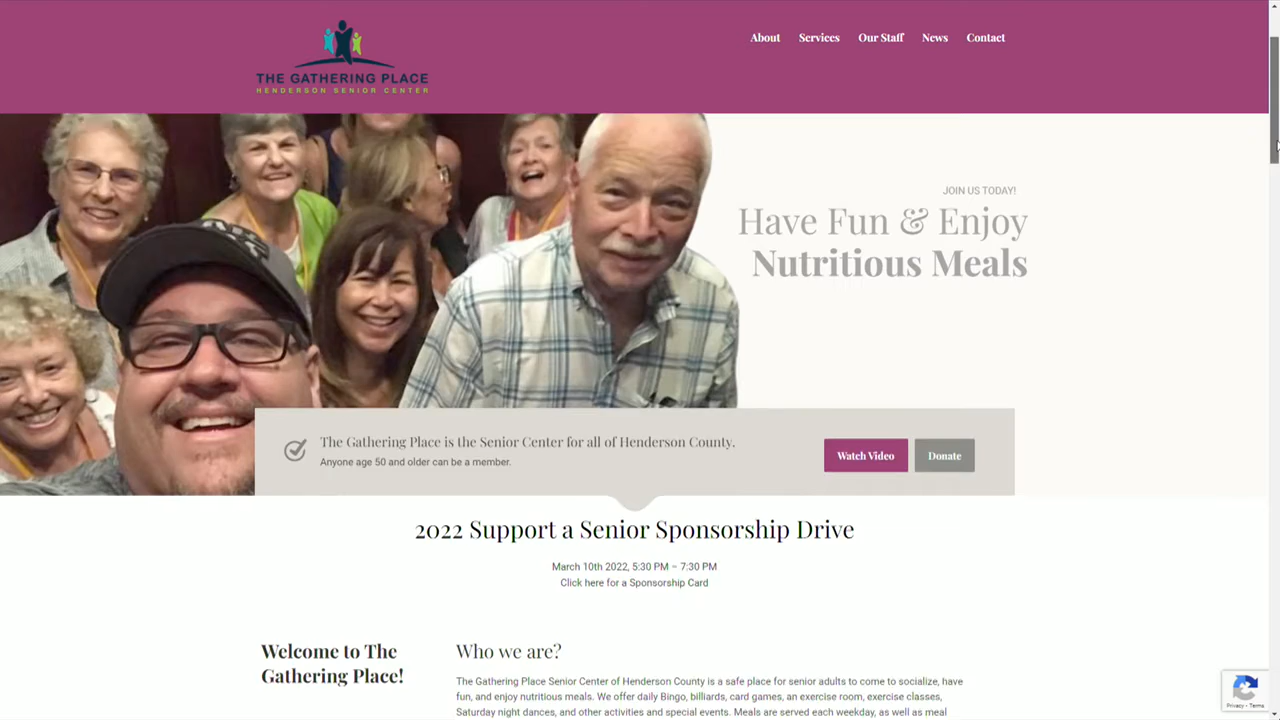 About Services Our Staff News Contact
THE GATHERING PLACE
HENDERSON SENIOR CENTER
JOIN US TODAY!
Have Fun & Enjoy
Nutritious Meals
The Gathering Place is the Senior Center for all of Henderson County.
Anyone age 50 and older can be a member.
Watch Video
Donate
2022 Support a Senior Sponsorship Drive
March 10th 2022, 5:30 PM – 7:30 PM
Click here for a Sponsorship Card
Welcome to The
Gathering Place!
Who we are?
The Gathering Place Senior Center of Henderson County is a safe place for senior adults to come to socialize, have
fun, and enjoy nutritious meals. We offer daily Bingo, billiards, card games, an exercise room, exercise classes,
Saturday night dances, and other activities and special events. Meals are served each weekday, as well as meal
Privacy - Terms